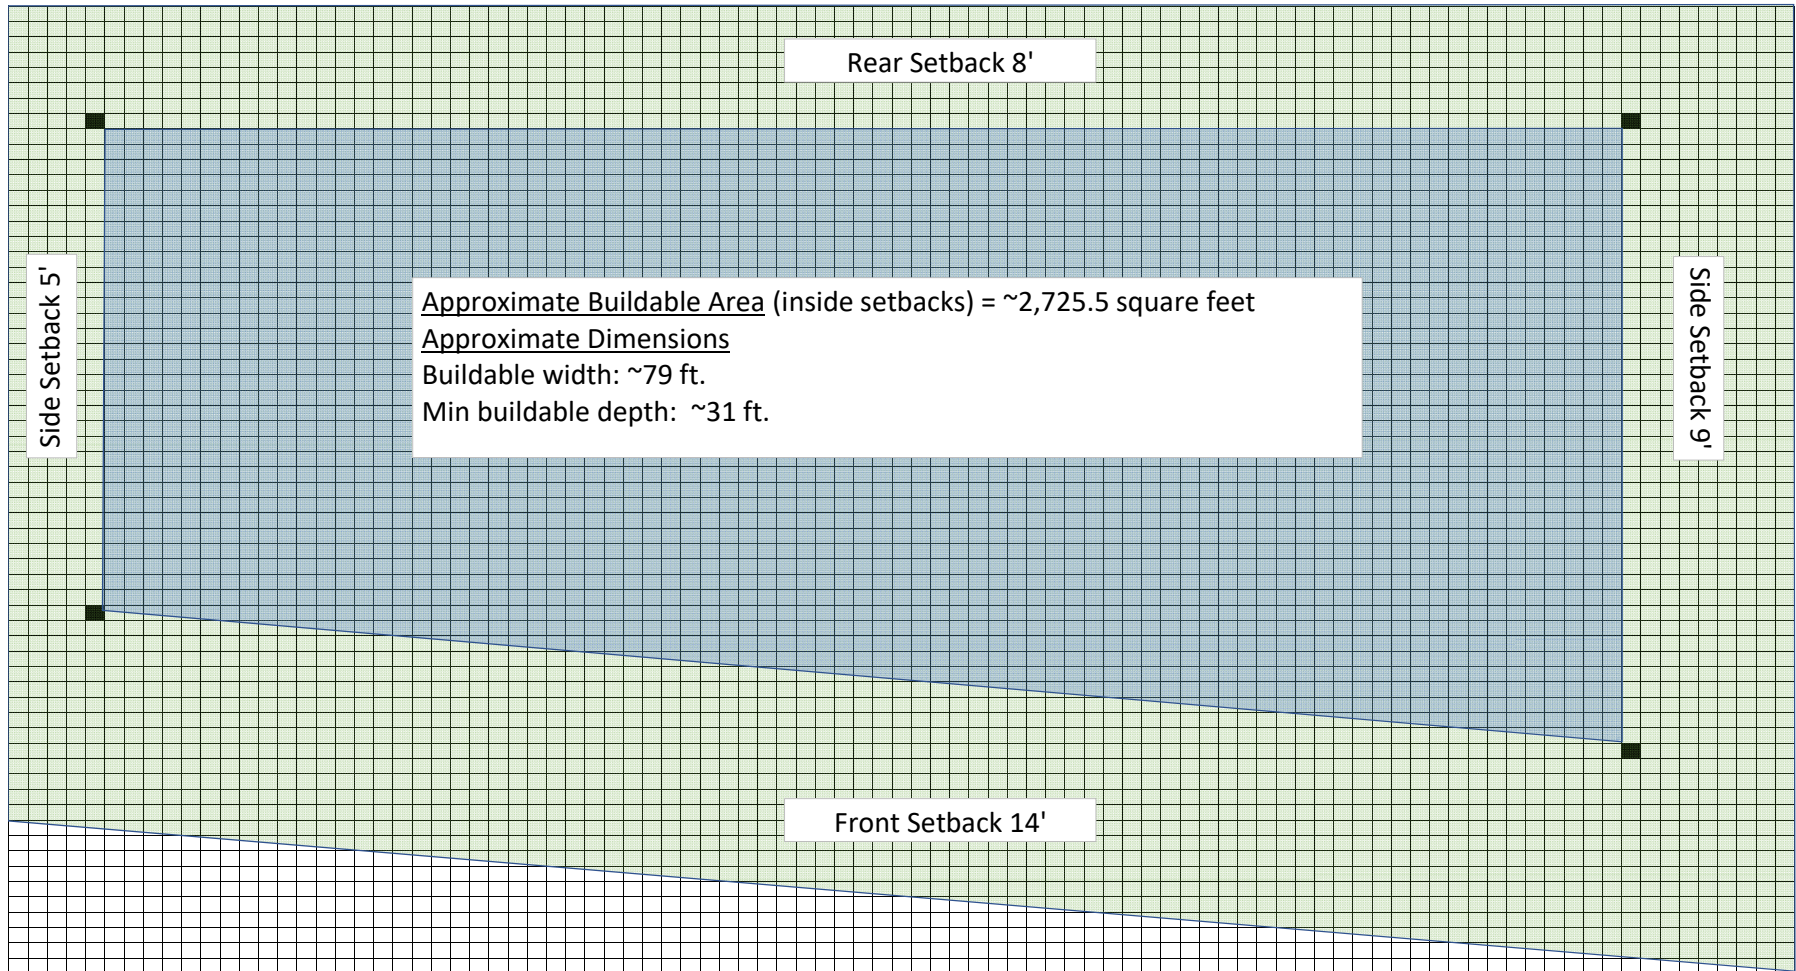 Rear Setback 8'
Side Setback 5'
Approximate Buildable Area (inside setbacks) = ~2,725.5 square feet
Approximate Dimensions
Buildable width: ~79 ft.
Min buildable depth:  ~31 ft.
Side Setback 9'
Front Setback 14'